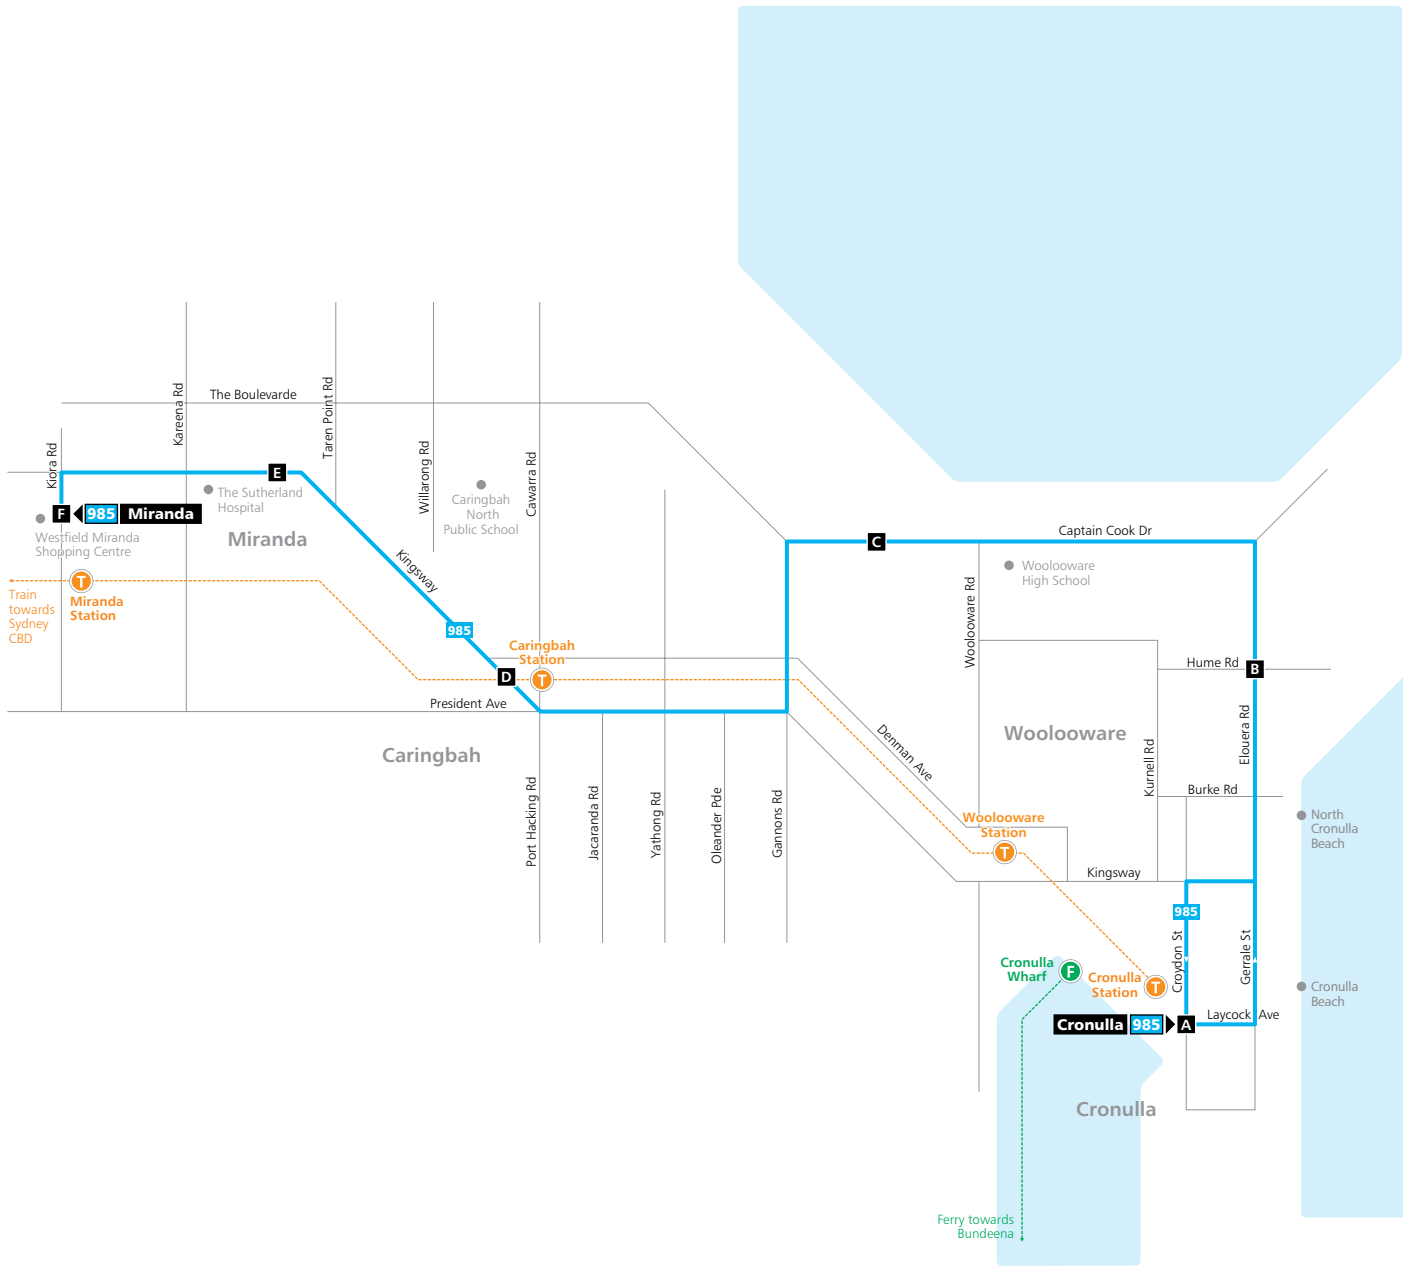 The Boulevarde
Kareena Rd
Taren Point Rd
Kiora Rd
Willarong Rd
Cawarra Rd
E
The Sutherland
Hospital
Caringbah
North
Public School
F
985
Miranda
Westfield Miranda
Shopping Centre
Miranda
Captain Cook Dr
C
Woolooware
High School
Kingsway
T
Miranda
Station
Train
towards
Sydney
CBD
Woolooware Rd
985
Caringbah
Station
D
T
Hume Rd
B
President Ave
Caringbah
Denman Ave
Woolooware
Elouera Rd
Kurnell Rd
Burke Rd
Port Hacking Rd
Jacaranda Rd
Yathong Rd
Oleander Pde
Gannons Rd
Woolooware
Station
T
North
Cronulla
Beach
Kingsway
985
Croydon St
Gerrale St
Cronulla
Wharf
F
Cronulla
Station
T
Cronulla
Beach
Cronulla
985
A
Laycock Ave
Cronulla
Ferry towards
Bundeena